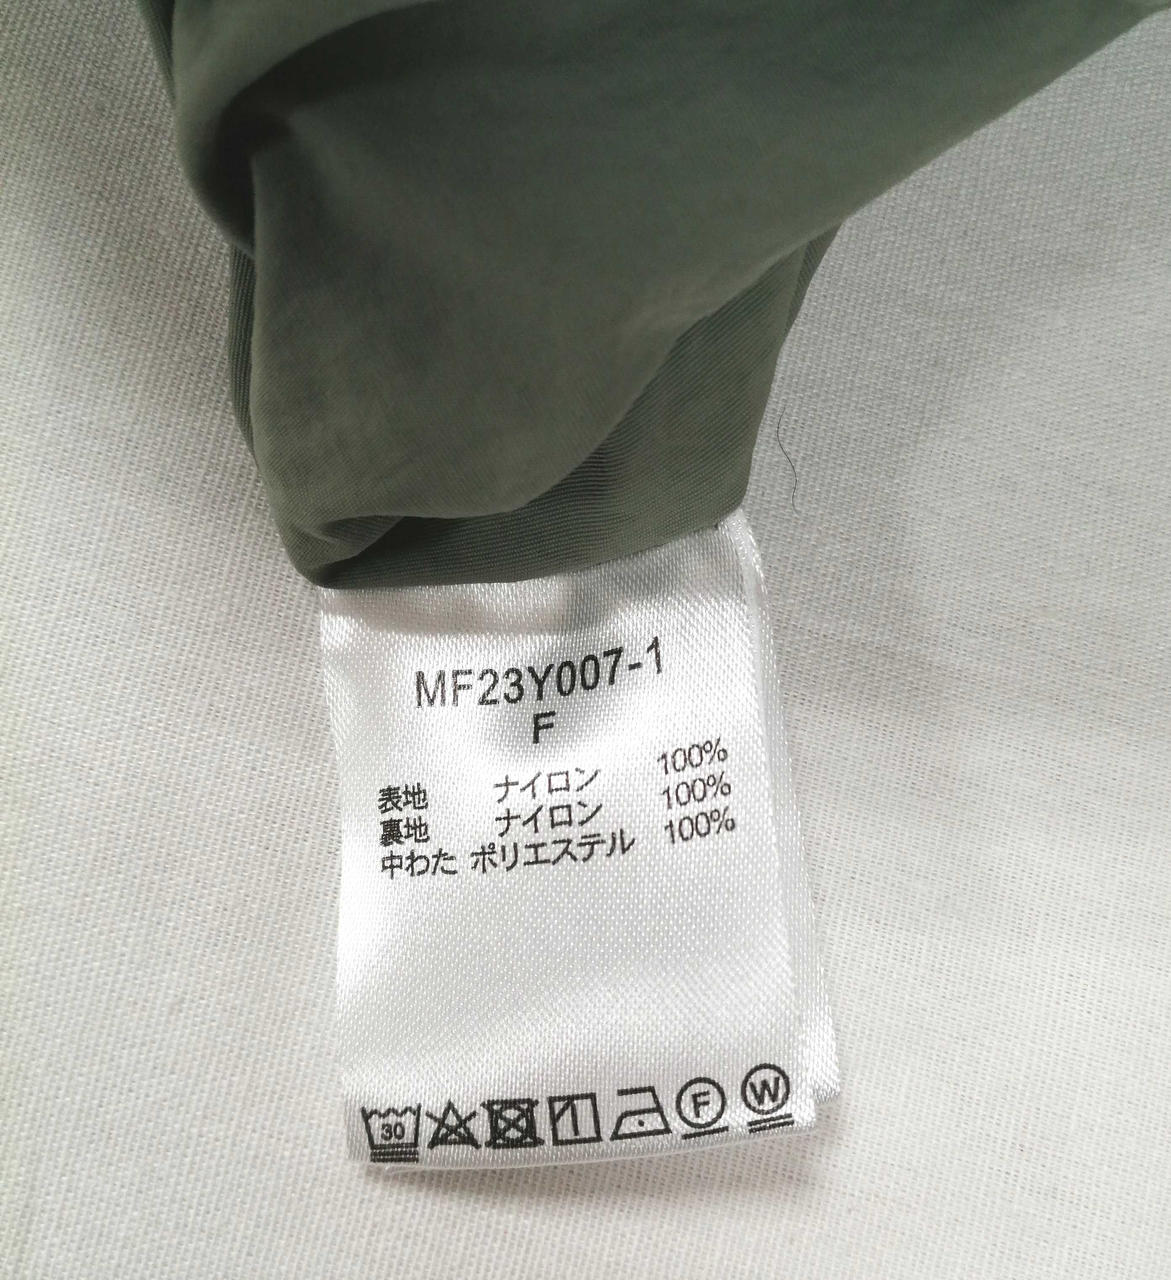 MF23Y007-1
F
表地 ナイロン 100%
裏地 ナイロン 100%
中わた ポリエステル 100%
30 F W